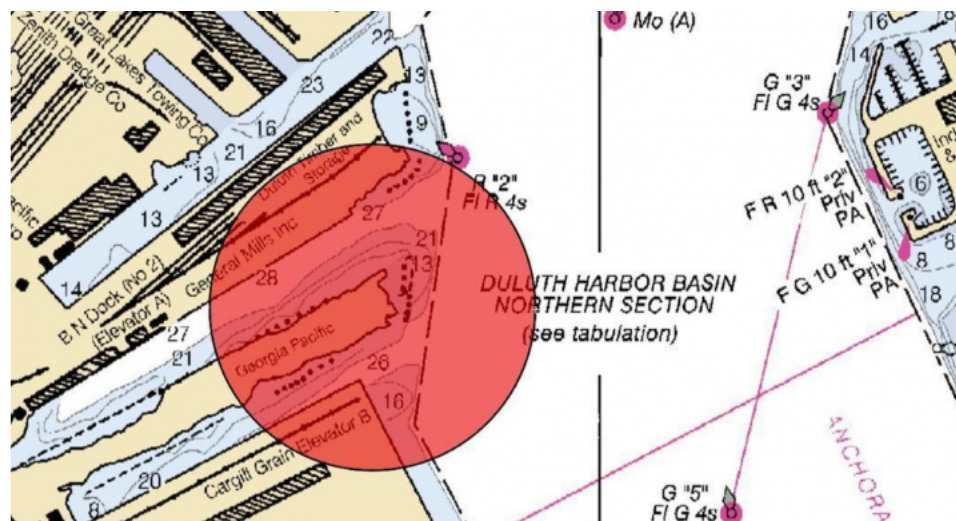 Great Lakes Towing Co
Zenith Dredge Co
22
23
13
16
9
21
13
13
14
Duluth Timber and
Storage
General Mills Inc
27
28
B N Dock (No 2)
(Elevator A)
27
21
21
13
Georgia Pacific
26
16
Cargill Grain Elevator B
20
8
R "2"
Fl R 4s
Mo (A)
DULUTH HARBOR BASIN
NORTHERN SECTION
(see tabulation)
G "3"
Fl G 4s
16
14
F R 10 ft "2"
Priv
PA
F G 10 ft "1"
Priv
PA
6
8
8
18
G "5"
Fl G 4s
ANCHORA